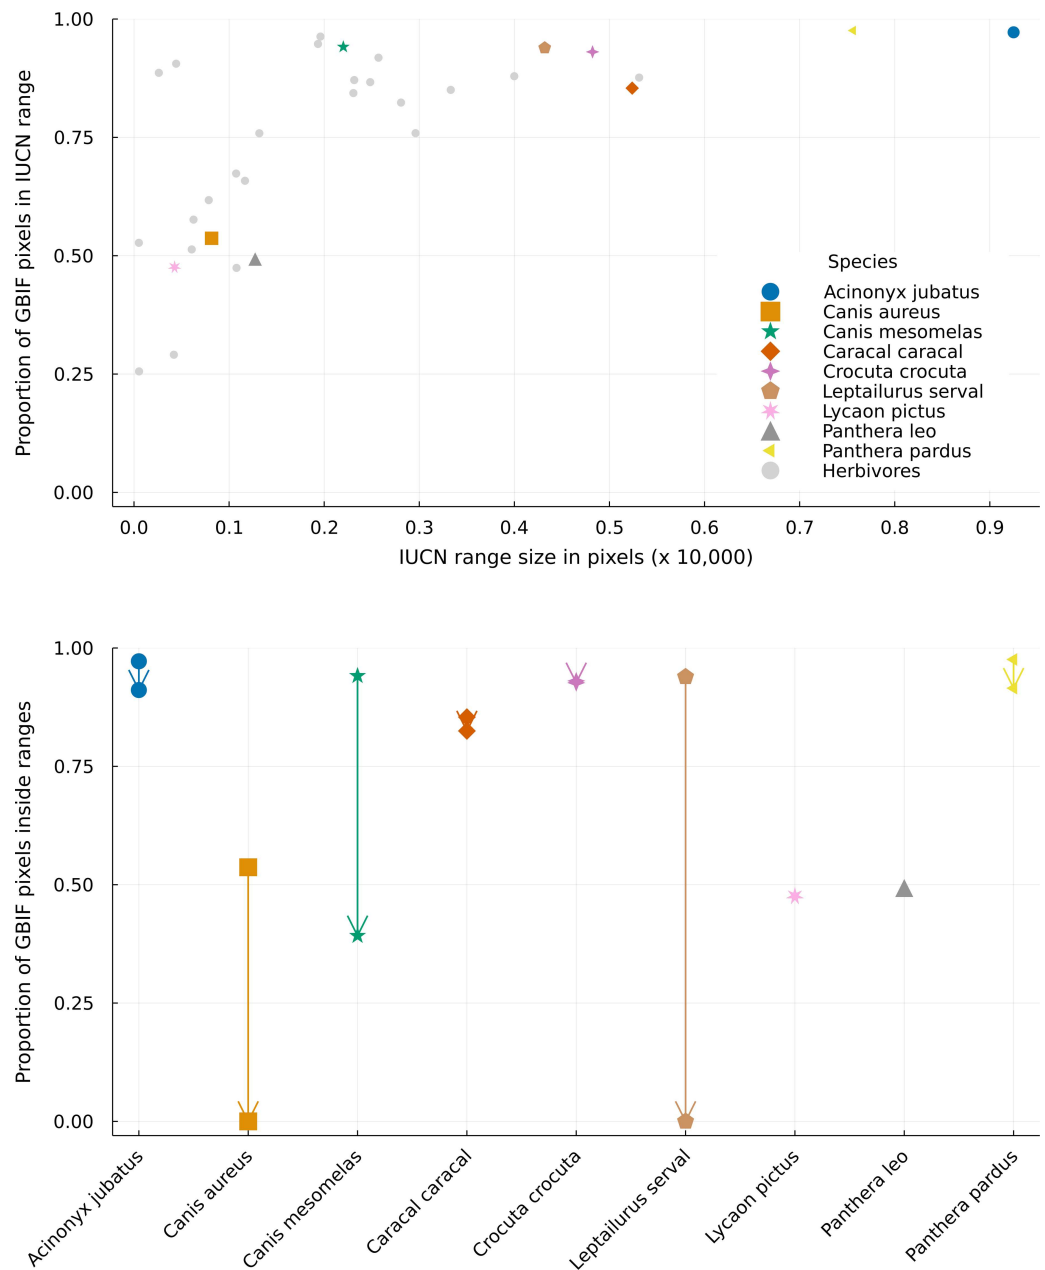 Proportion of GBIF pixels in IUCN range
1.00
0.75
0.50
0.25
0.00
0.0 0.1 0.2 0.3 0.4 0.5 0.6 0.7 0.8 0.9
IUCN range size in pixels (x 10,000)
Species
Acinonyx jubatus
Canis aureus
Canis mesomelas
Caracal caracal
Crocuta crocuta
Leptailurus serval
Lycaon pictus
Panthera leo
Panthera pardus
Herbivores
Proportion of GBIF pixels inside ranges
1.00
0.75
0.50
0.25
0.00
Acinonyx jubatus
Canis aureus
Canis mesomelas
Caracal caracal
Crocuta crocuta
Leptailurus serval
Lycaon pictus
Panthera leo
Panthera pardus